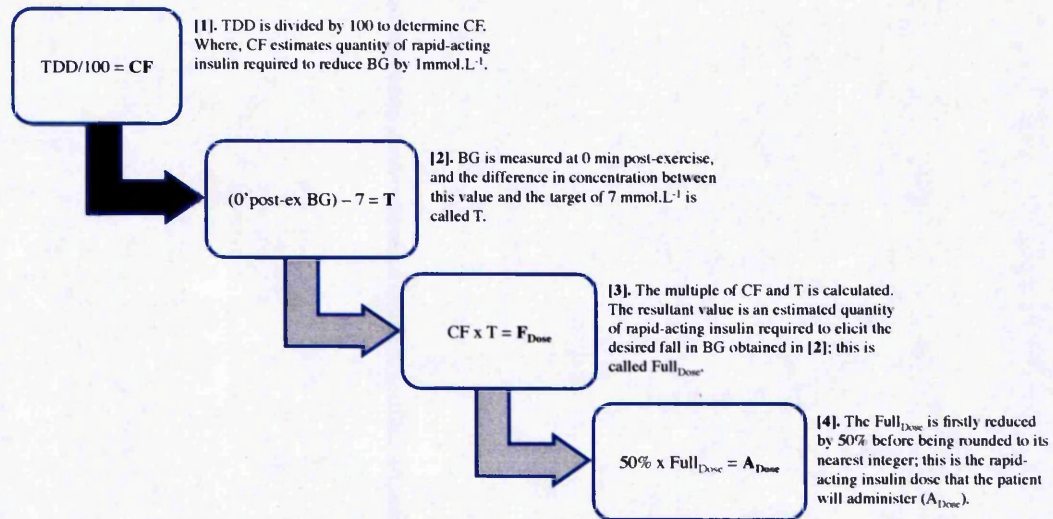 TDD/100 = CF
[1]. TDD is divided by 100 to determine CF.
Where, CF estimates quantity of rapid-acting
insulin required to reduce BG by 1mmol.L⁻¹.
(0`post-ex BG) – 7 = T
[2]. BG is measured at 0 min post-exercise,
and the difference in concentration between
this value and the target of 7 mmol.L⁻¹ is
called T.
CF x T = F_Dose
[3]. The multiple of CF and T is calculated.
The resultant value is an estimated quantity
of rapid-acting insulin required to elicit the
desired fall in BG obtained in [2]; this is
called Full_Dose.
50% x Full_Dose = A_Dose
[4]. The Full_Dose is firstly reduced
by 50% before being rounded to its
nearest integer; this is the rapid-
acting insulin dose that the patient
will administer (A_Dose).